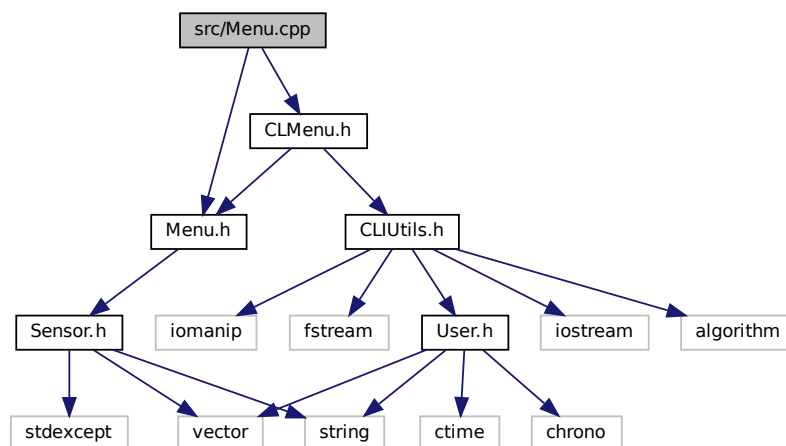 src/Menu.cpp
CLMenu.h
Menu.h
CLIUtils.h
Sensor.h
iomanip
fstream
User.h
iostream
algorithm
stdexcept
vector
string
ctime
chrono